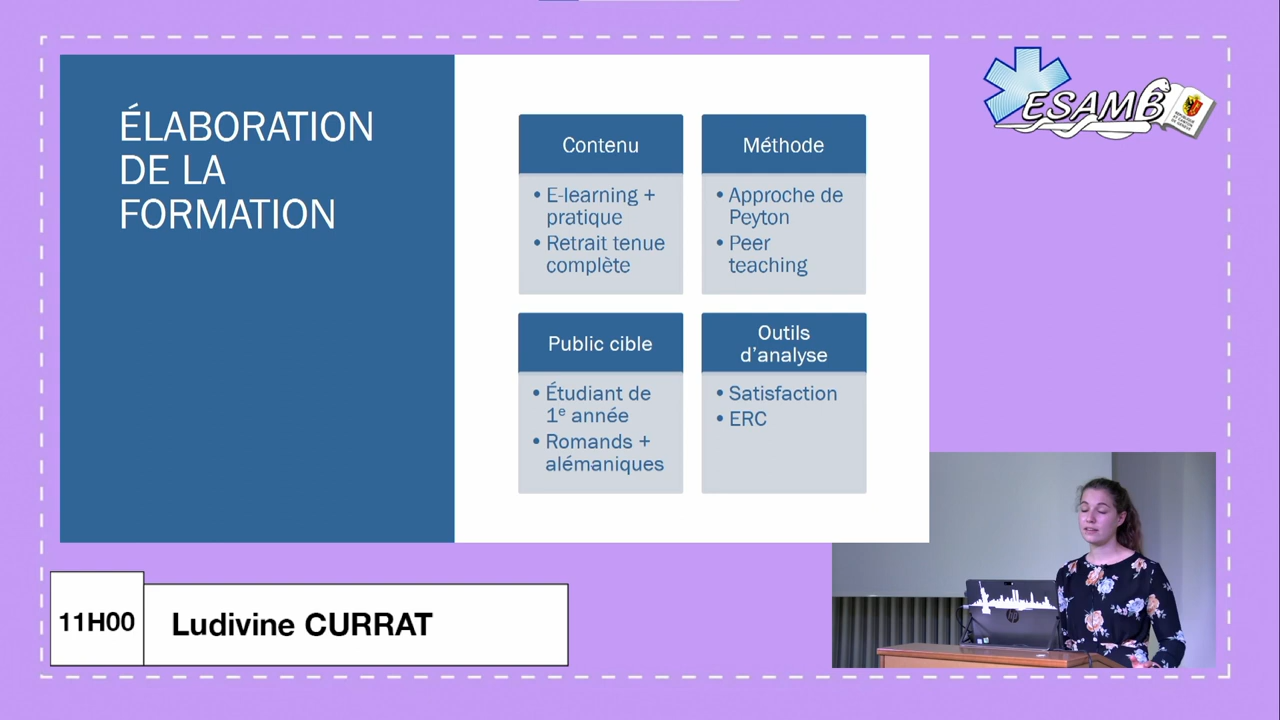 ÉLABORATION
DE LA
FORMATION
Contenu
• E-learning +
pratique
• Retrait tenue
complète
Méthode
• Approche de
Peyton
• Peer
teaching
Public cible
• Étudiant de
1e année
• Romands +
alémaniques
Outils
d’analyse
• Satisfaction
• ERC
ESAMB
11H00
Ludivine CURRAT
hp